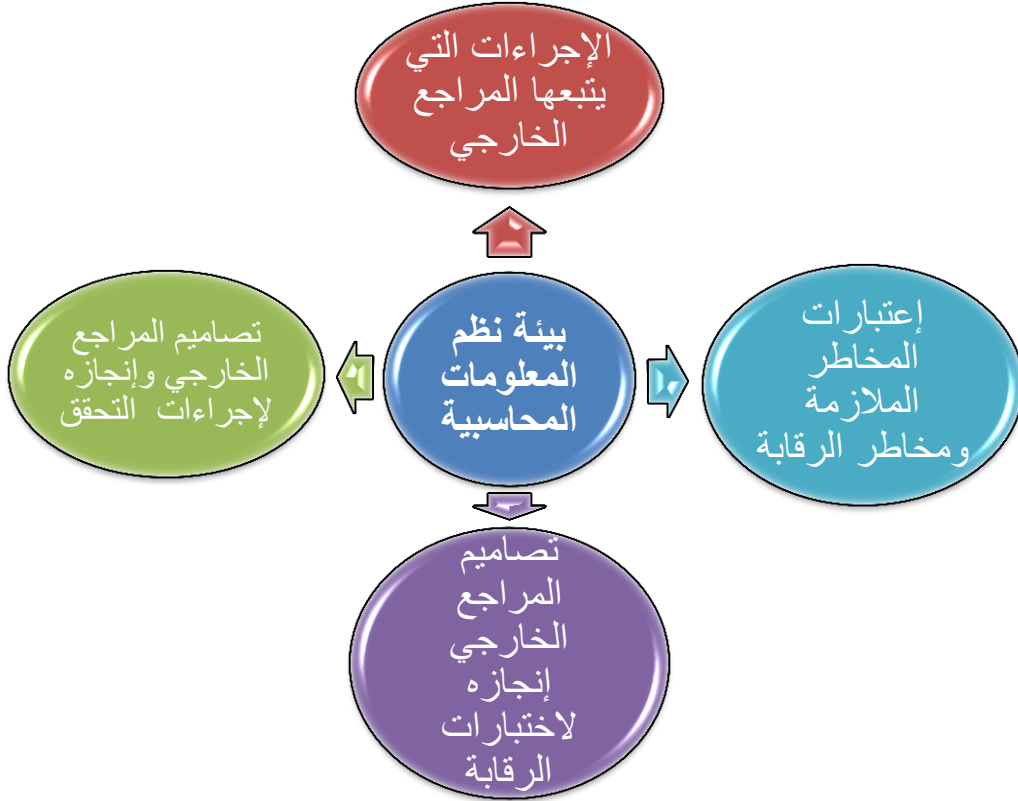 الإجراءات التي
يتبعها المراجع
الخارجي
إعتبارات
المخاطر
الملازمة
ومخاطر الرقابة
بيئة نظم
المعلومات
المحاسبية
تصاميم المراجع
الخارجي وإنجازه
لإجراءات التحقق
تصاميم
المراجع
الخارجي
إنجازه
لاختبارات
الرقابة